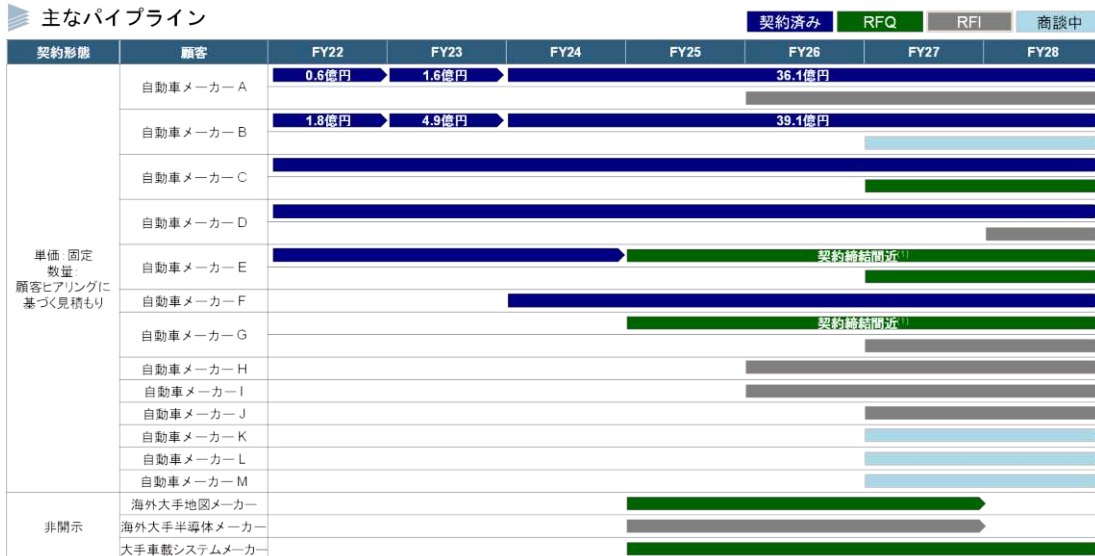 主なパイプライン
契約済み RFQ RFI 商談中
契約形態 顧客 FY22 FY23 FY24 FY25 FY26 FY27 FY28
単価:固定
数量:
顧客ヒアリングに
基づく見積もり
自動車メーカーA 0.6億円 1.6億円 36.1億円
自動車メーカーB 1.8億円 4.9億円 39.1億円
自動車メーカーC
自動車メーカーD
自動車メーカーE 契約締結間近(1)
自動車メーカーF
自動車メーカーG 契約締結間近(1)
自動車メーカーH
自動車メーカーI
自動車メーカーJ
自動車メーカーK
自動車メーカーL
自動車メーカーM
非開示
海外大手地図メーカー
海外大手半導体メーカー
大手車載システムメーカー